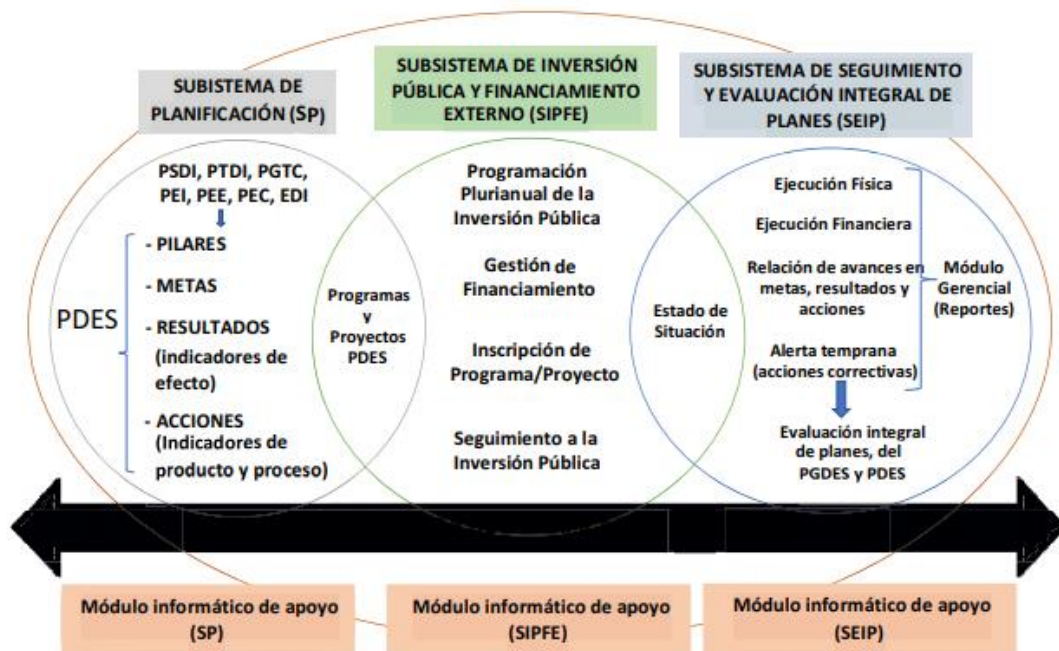 SUBISTEMA DE
PLANIFICACIÓN (SP)
PSDI, PTDI, PGTC,
PEI, PEE, PEC, EDI
PDES
- PILARES
- METAS
- RESULTADOS
(indicadores de
efecto)
- ACCIONES
(Indicadores de
producto y proceso)
Programas
y
Proyectos
PDES
SUBSISTEMA DE INVERSIÓN
PÚBLICA Y FINANCIAMIENTO
EXTERNO (SIPFE)
Programación
Plurianual de la
Inversión Pública
Gestión de
Financiamiento
Inscripción de
Programa/Proyecto
Seguimiento a la
Inversión Pública
Estado de
Situación
SUBSISTEMA DE SEGUIMIENTO
Y EVALUACIÓN INTEGRAL DE
PLANES (SEIP)
Ejecución Física
Ejecución Financiera
Relación de avances en
metas, resultados y
acciones
Alerta temprana
(acciones correctivas)
Módulo
Gerencial
(Reportes)
Evaluación integral
de planes, del
PGDES y PDES
Módulo informático de apoyo
(SP)
Módulo informático de apoyo
(SIPFE)
Módulo informático de apoyo
(SEIP)